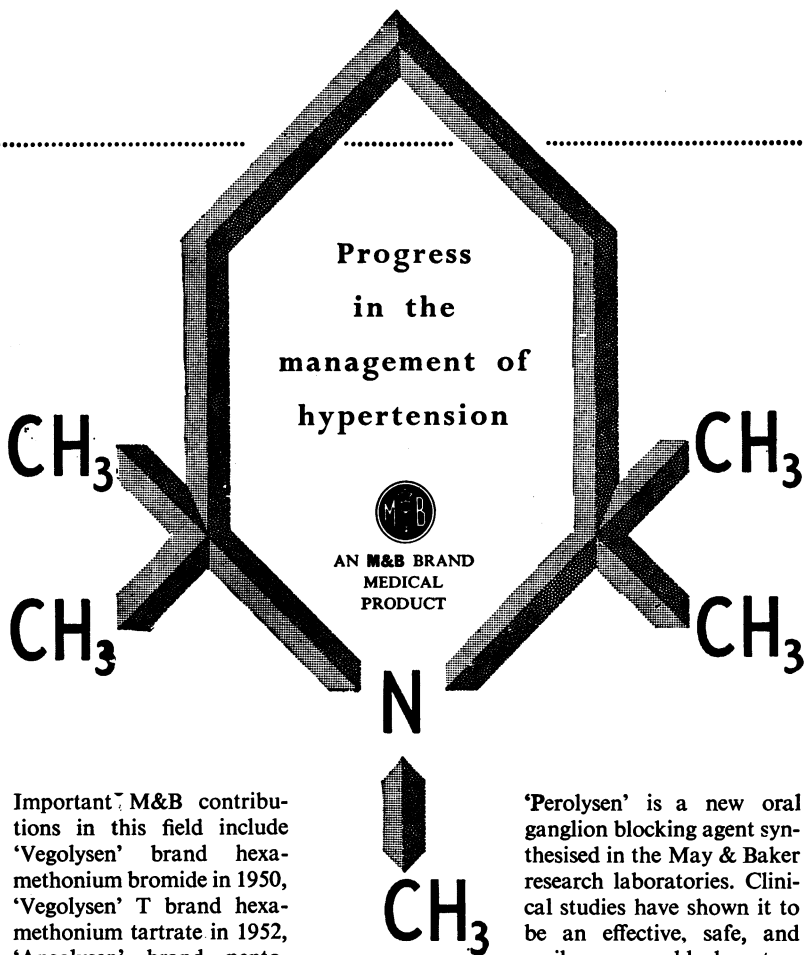 Progress
in the
management of
hypertension
CH3
CH3
CH3
CH3
M&B
AN M&B BRAND
MEDICAL
PRODUCT
N
CH3
Important M&B contribu-
tions in this field include
'Vegolysen' brand hexa-
methonium bromide in 1950,
'Vegolysen' T brand hexa-
methonium tartrate in 1952,
'Perolysen' is a new oral
ganglion blocking agent syn-
thesised in the May & Baker
research laboratories. Clini-
cal studies have shown it to
be an effective, safe, and